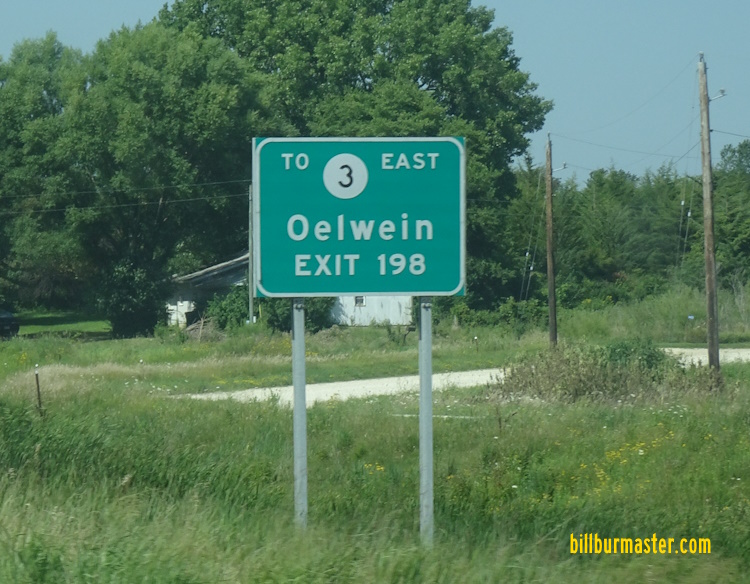 TO 3 EAST
Oelwein
EXIT 198
billburmaster.com